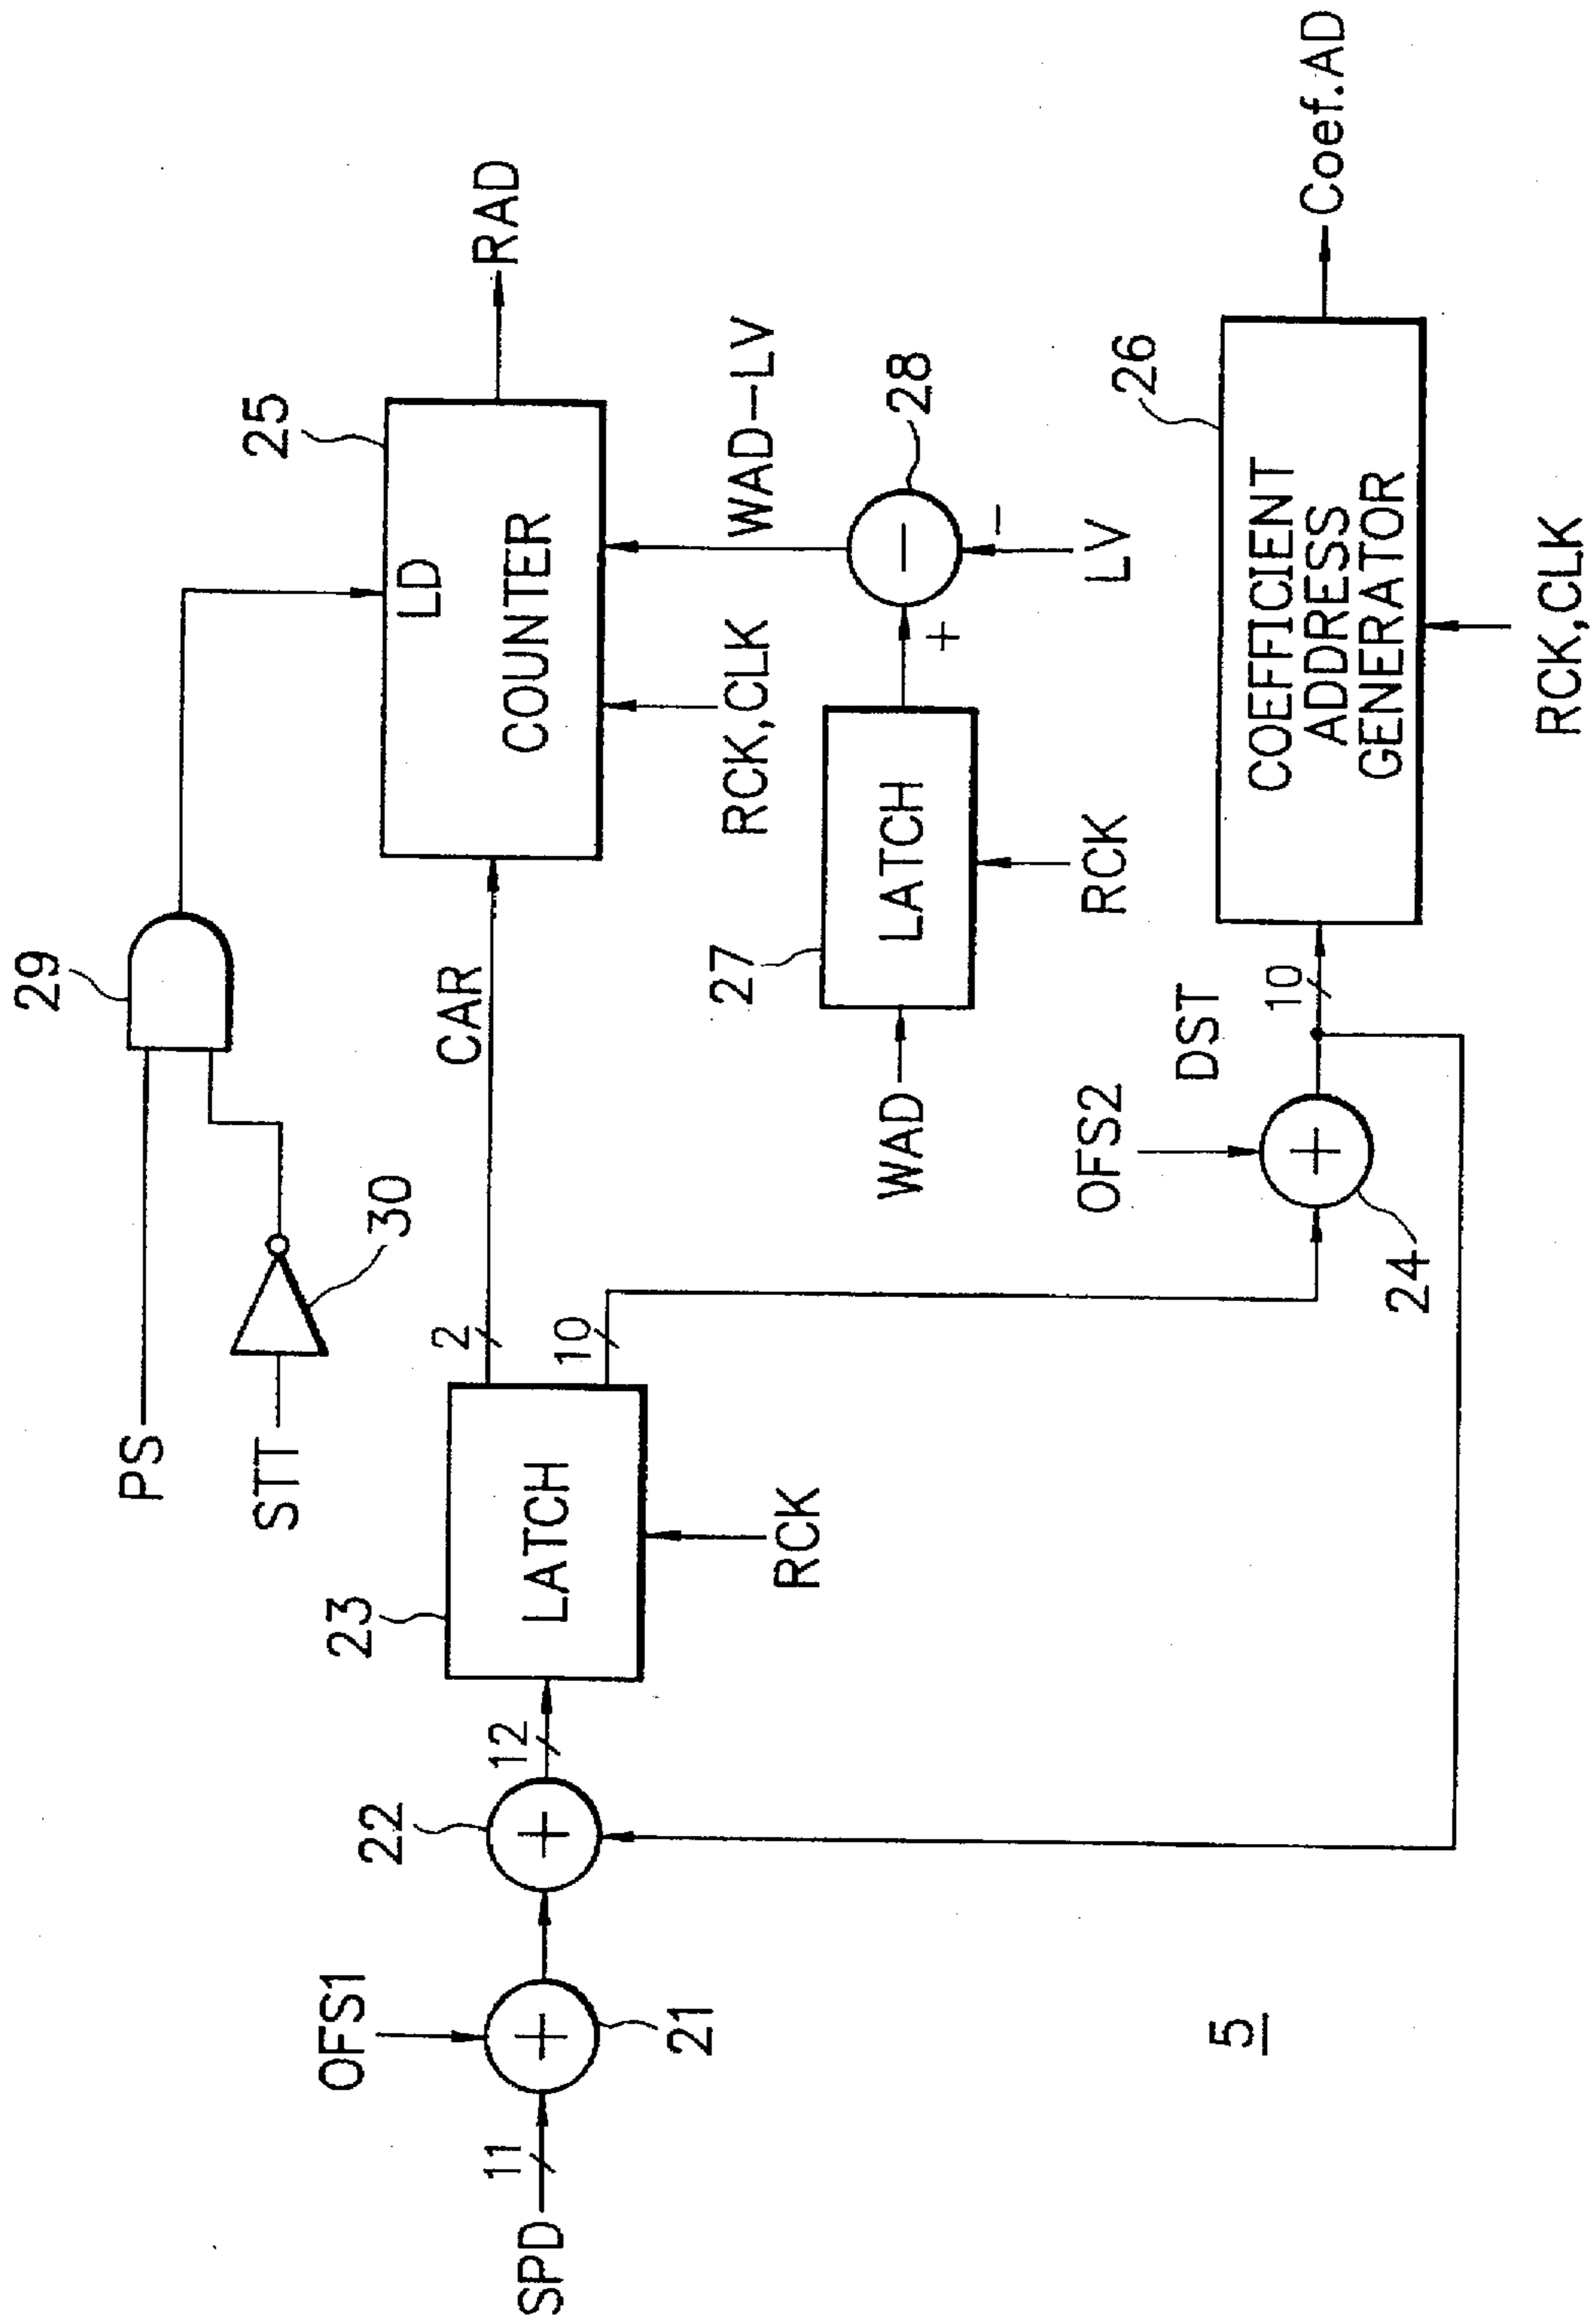 PS
STT
29
30
25
LD
COUNTER
RAD
CAR
2
10
RCK,CLK
WAD-LV
OFS1
11
SPD
21
22
12
23
LATCH
RCK
27
LATCH
WAD
RCK
28
+
-
-
LV
OFS2
+
+
+
24
DST
10
26
COEFFICIENT
ADDRESS
GENERATOR
Coef.AD
RCK,CLK
5